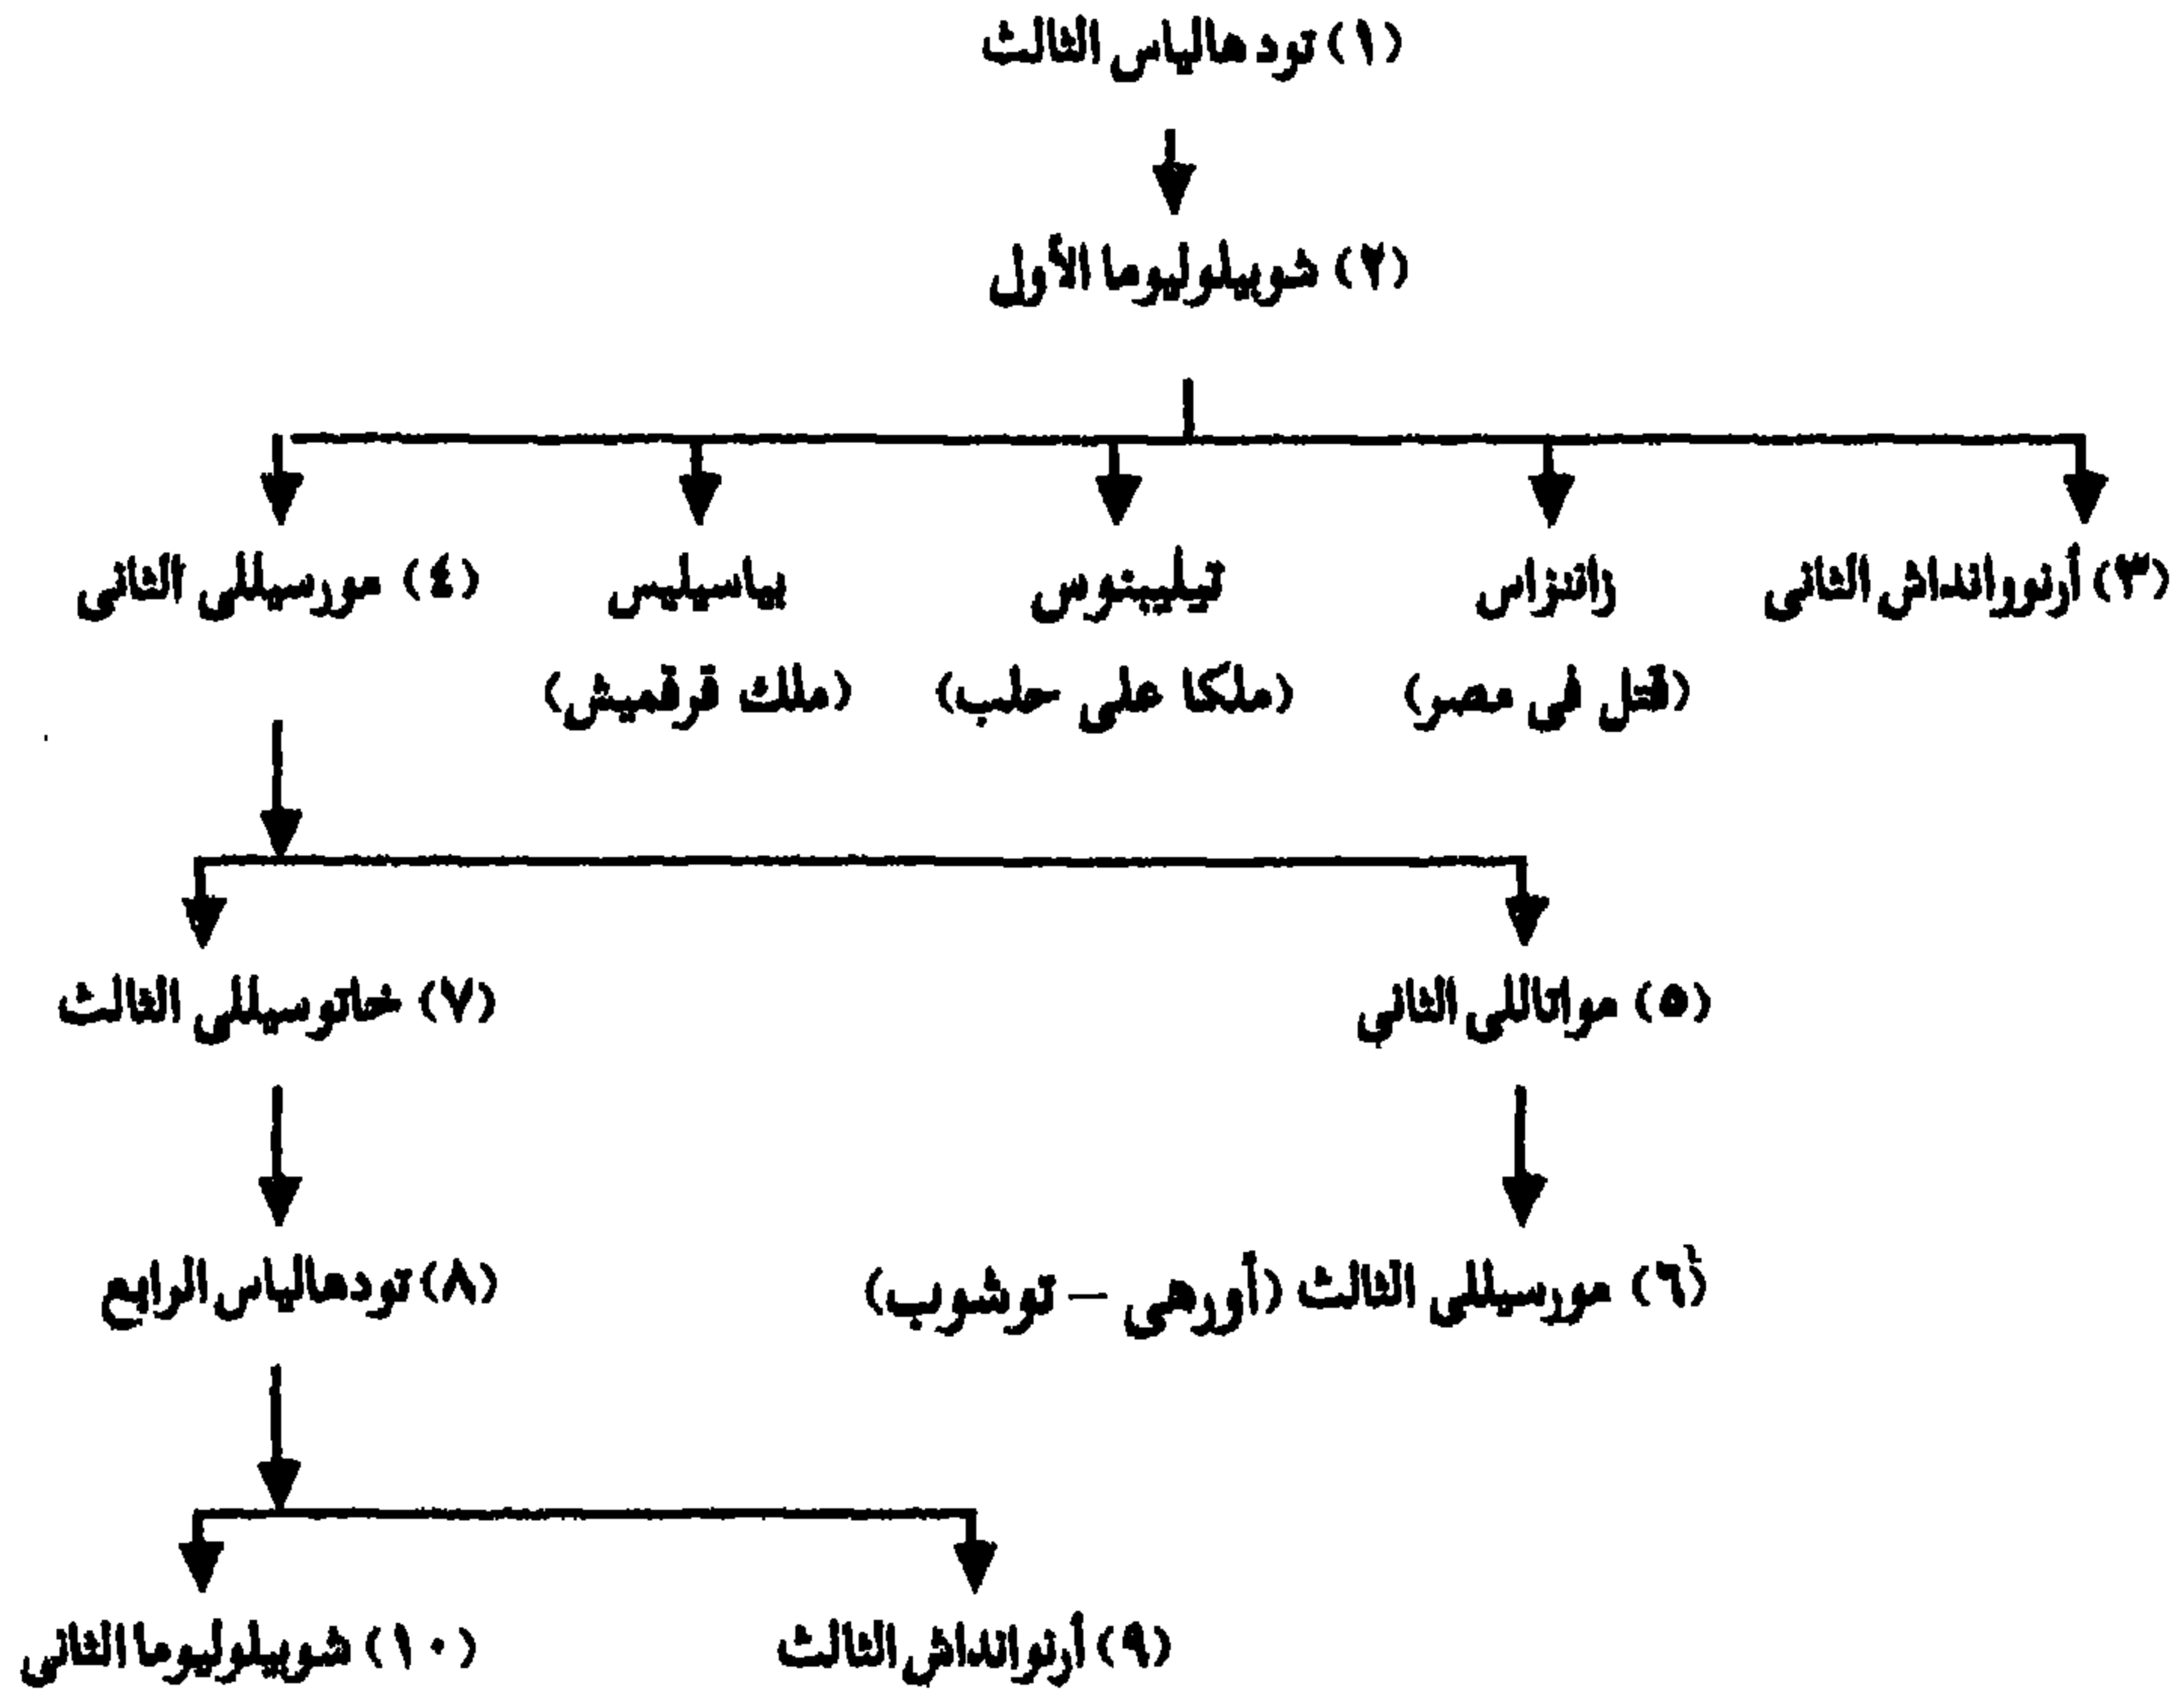 (١) تودهالياس الثالث
(٢) شوبيلوليوما الأول
(٣) أرنووانداش الثانى
زانتزاس
تيليبنوس
بياسيليس
(٤) مورسيللى الثانى
(قتل فى مصر)
(ملكا على حلب)
(ملك قرقميش)
(٥) مواتاللي الثاني
(٧) خاتوسيللى الثالث
(٦) مورسيللى الثالث (أورهى – توشوب)
(٨) تودهالياس الرابع
(٩) أرنوانداش الثالث
(١٠) شوبيلوليوما الثانى